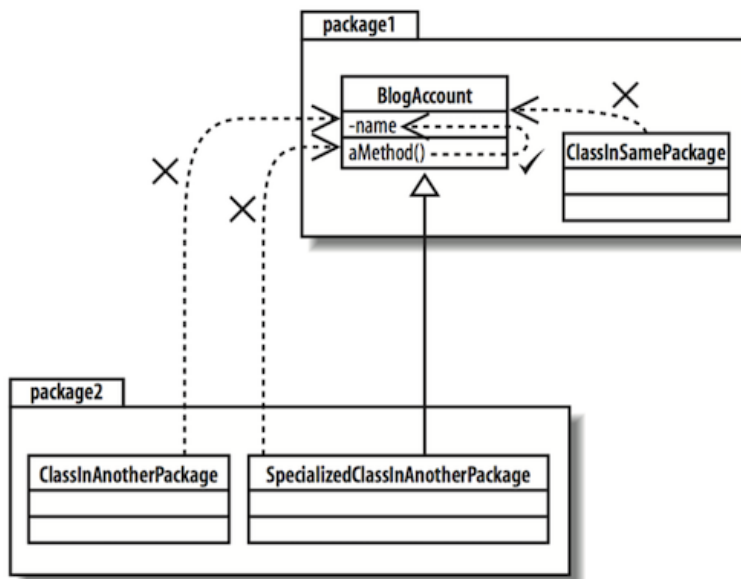 package1
BlogAccount
-name
aMethod()
ClassInSamePackage
package2
ClassInAnotherPackage
SpecializedClassInAnotherPackage